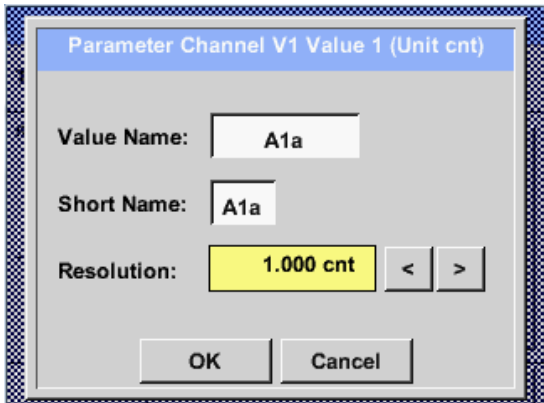 Parameter Channel V1 Value 1 (Unit cnt)
Value Name: A1a
Short Name: A1a
Resolution: 1.000 cnt < >
OK Cancel